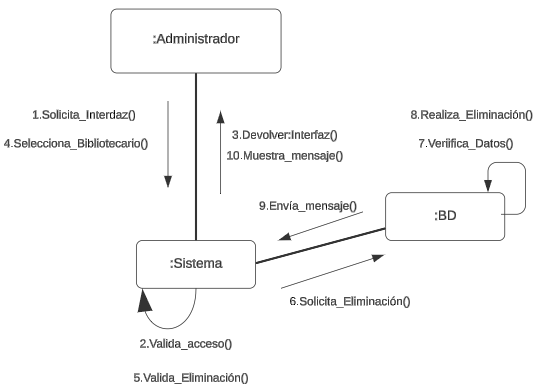 :Administrador
1.Solicita_Interdaz()
4.Selecciona_Bibliotecario()
3.Devolver:Interfaz()
10.Muestra_mensaje()
8.Realiza_Eliminación()
7.Veriifica_Datos()
9.Envía_mensaje()
:BD
:Sistema
6.Solicita_Eliminación()
2.Valida_acceso()
5.Valida_Eliminación()